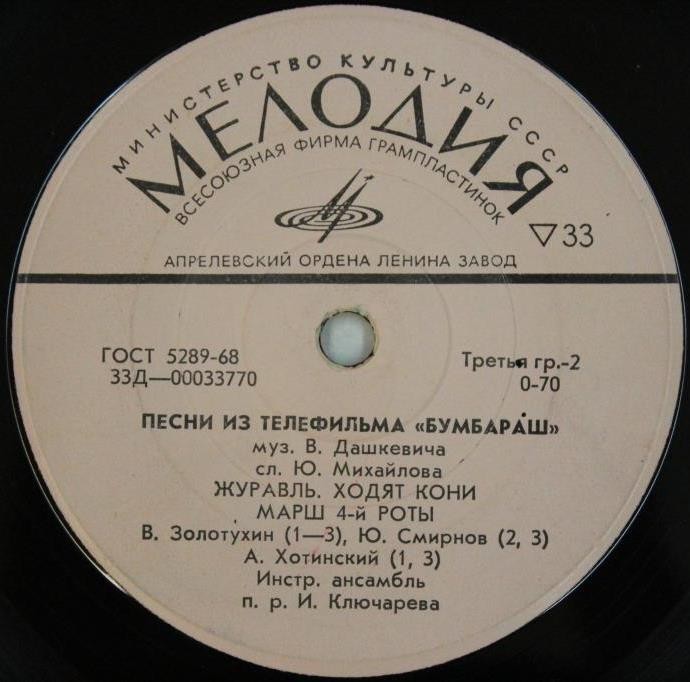 МИНИСТЕРСТВО КУЛЬТУРЫ СССР
МЕЛОДИЯ
ВСЕСОЮЗНАЯ ФИРМА ГРАМПЛАСТИНОК
▽33
АПРЕЛЕВСКИЙ ОРДЕНА ЛЕНИНА ЗАВОД
ГОСТ 5289-68
33Д—00033770
Третья гр.-2
0-70
ПЕСНИ ИЗ ТЕЛЕФИЛЬМА «БУМБАРА́Ш»
муз. В. Дашкевича
сл. Ю. Михайлова
ЖУРАВЛЬ. ХОДЯТ КОНИ
МАРШ 4-й РОТЫ
В. Золотухин (1—3), Ю. Смирнов (2, 3)
А. Хотинский (1, 3)
Инстр. ансамбль
п. р. И. Ключарева